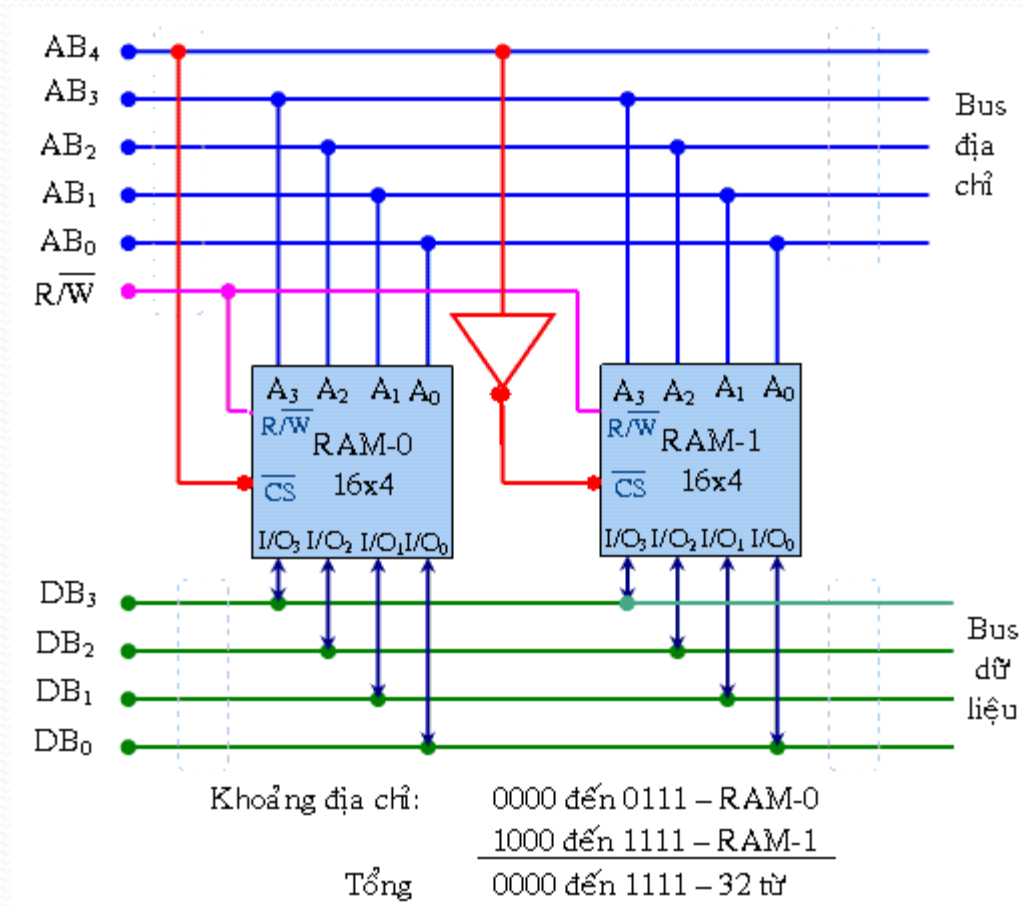 AB₄
AB₃
AB₂
AB₁
AB₀
R/W̅
Bus
địa
chỉ
A₃ A₂ A₁ A₀
R/W̅
RAM-0
C̅S̅ 16x4
I/O₃ I/O₂ I/O₁ I/O₀
A₃ A₂ A₁ A₀
R/W̅
RAM-1
C̅S̅ 16x4
I/O₃ I/O₂ I/O₁ I/O₀
DB₃
DB₂
DB₁
DB₀
Bus
dữ
liệu
Khoảng địa chỉ: 0000 đến 0111 – RAM-0
1000 đến 1111 – RAM-1
Tổng 0000 đến 1111 – 32 từ